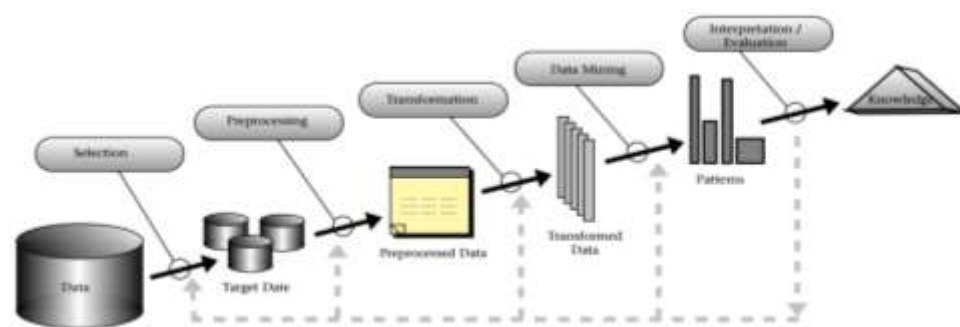 Interpretation /
Evaluation
Data Mining
Transformation
Preprocessing
Selection
Knowledge
Patterns
Transformed
Data
Preprocessed Data
Target Date
Data